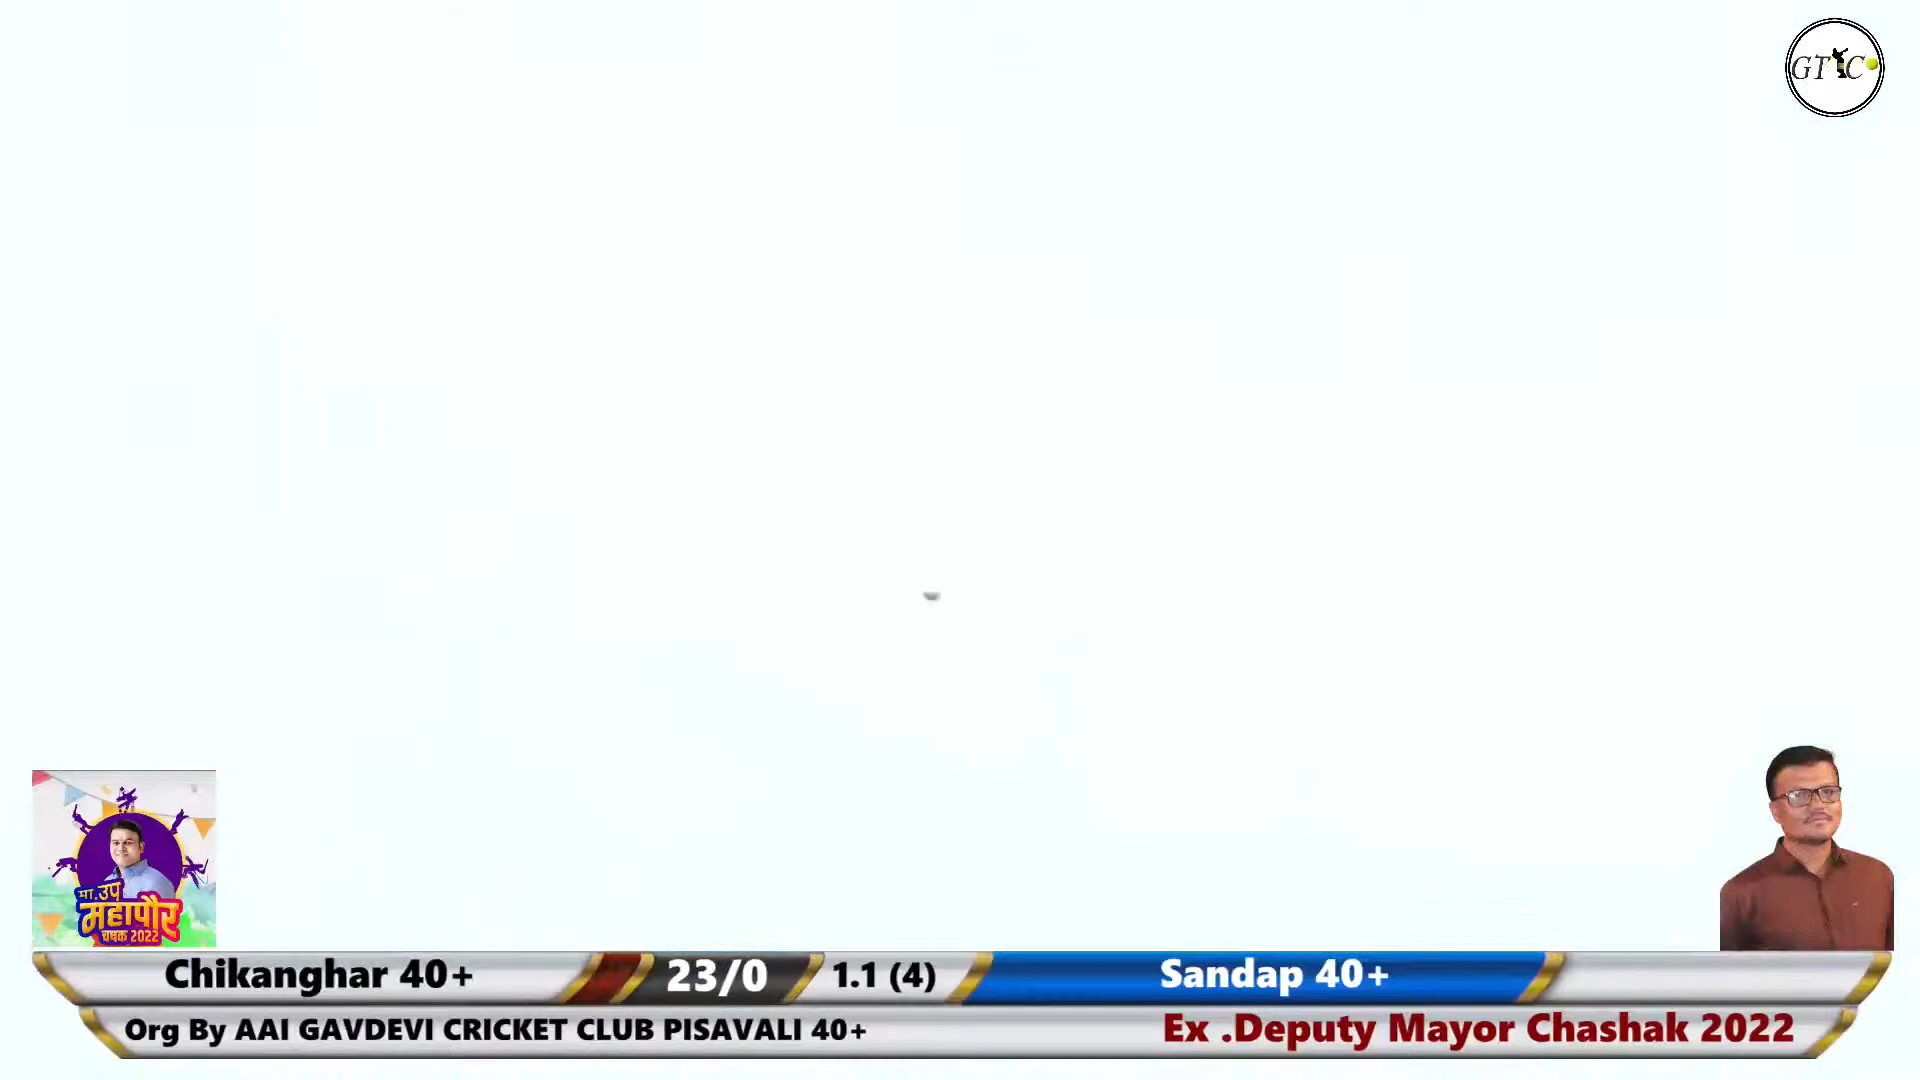 GTCC
मा. उप
महापौर
चषक 2022
Chikanghar 40+ 23/0 1.1 (4) Sandap 40+
Org By AAI GAVDEVI CRICKET CLUB PISAVALI 40+ Ex .Deputy Mayor Chashak 2022